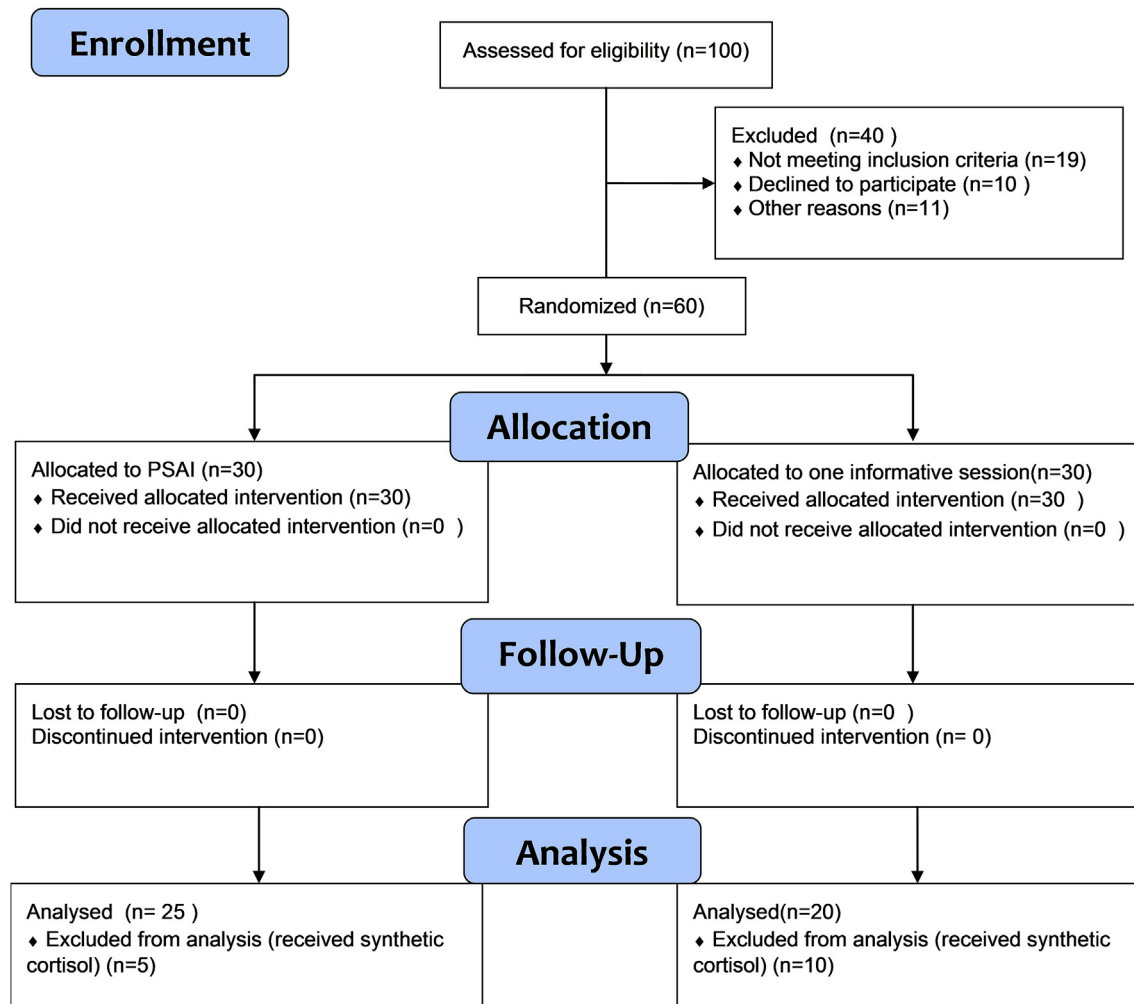 Enrollment
Assessed for eligibility (n=100)
Excluded  (n=40 )
♦ Not meeting inclusion criteria (n=19)
♦ Declined to participate (n=10 )
♦ Other reasons (n=11)
Randomized (n=60)
Allocation
Allocated to PSAI (n=30)
♦ Received allocated intervention (n=30)
♦ Did not receive allocated intervention (n=0  )
Allocated to one informative session(n=30)
♦ Received allocated intervention (n=30  )
♦ Did not receive allocated intervention (n=0  )
Follow-Up
Lost to follow-up  (n=0)
Discontinued intervention (n=0)
Lost to follow-up (n=0  )
Discontinued intervention (n= 0)
Analysis
Analysed  (n= 25 )
♦ Excluded from analysis (received synthetic
cortisol) (n=5)
Analysed(n=20)
♦ Excluded from analysis (received synthetic
cortisol) (n=10)